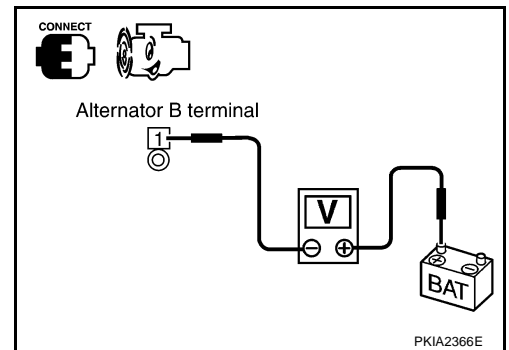 CONNECT
Alternator B terminal
1
V
− +
+ −
BAT
PKIA2366E